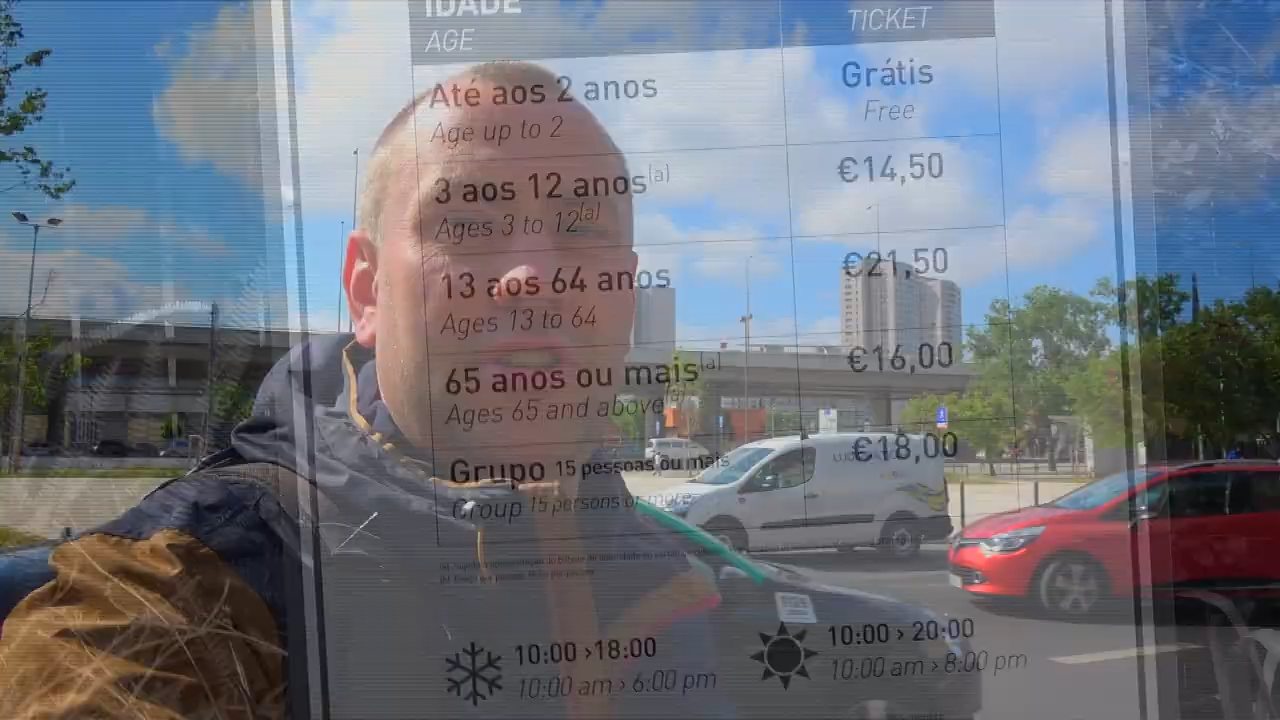 IDADE
AGE
TICKET
Até aos 2 anos
Age up to 2
Grátis
Free
3 aos 12 anos(a)
Ages 3 to 12(a)
€14,50
13 aos 64 anos
Ages 13 to 64
€21,50
65 anos ou mais(a)
Ages 65 and above(a)
€16,00
Grupo 15 pessoas ou mais
Group 15 persons or more
€18,00
10:00 › 18:00
10:00 am › 6:00 pm
10:00 › 20:00
10:00 am › 8:00 pm